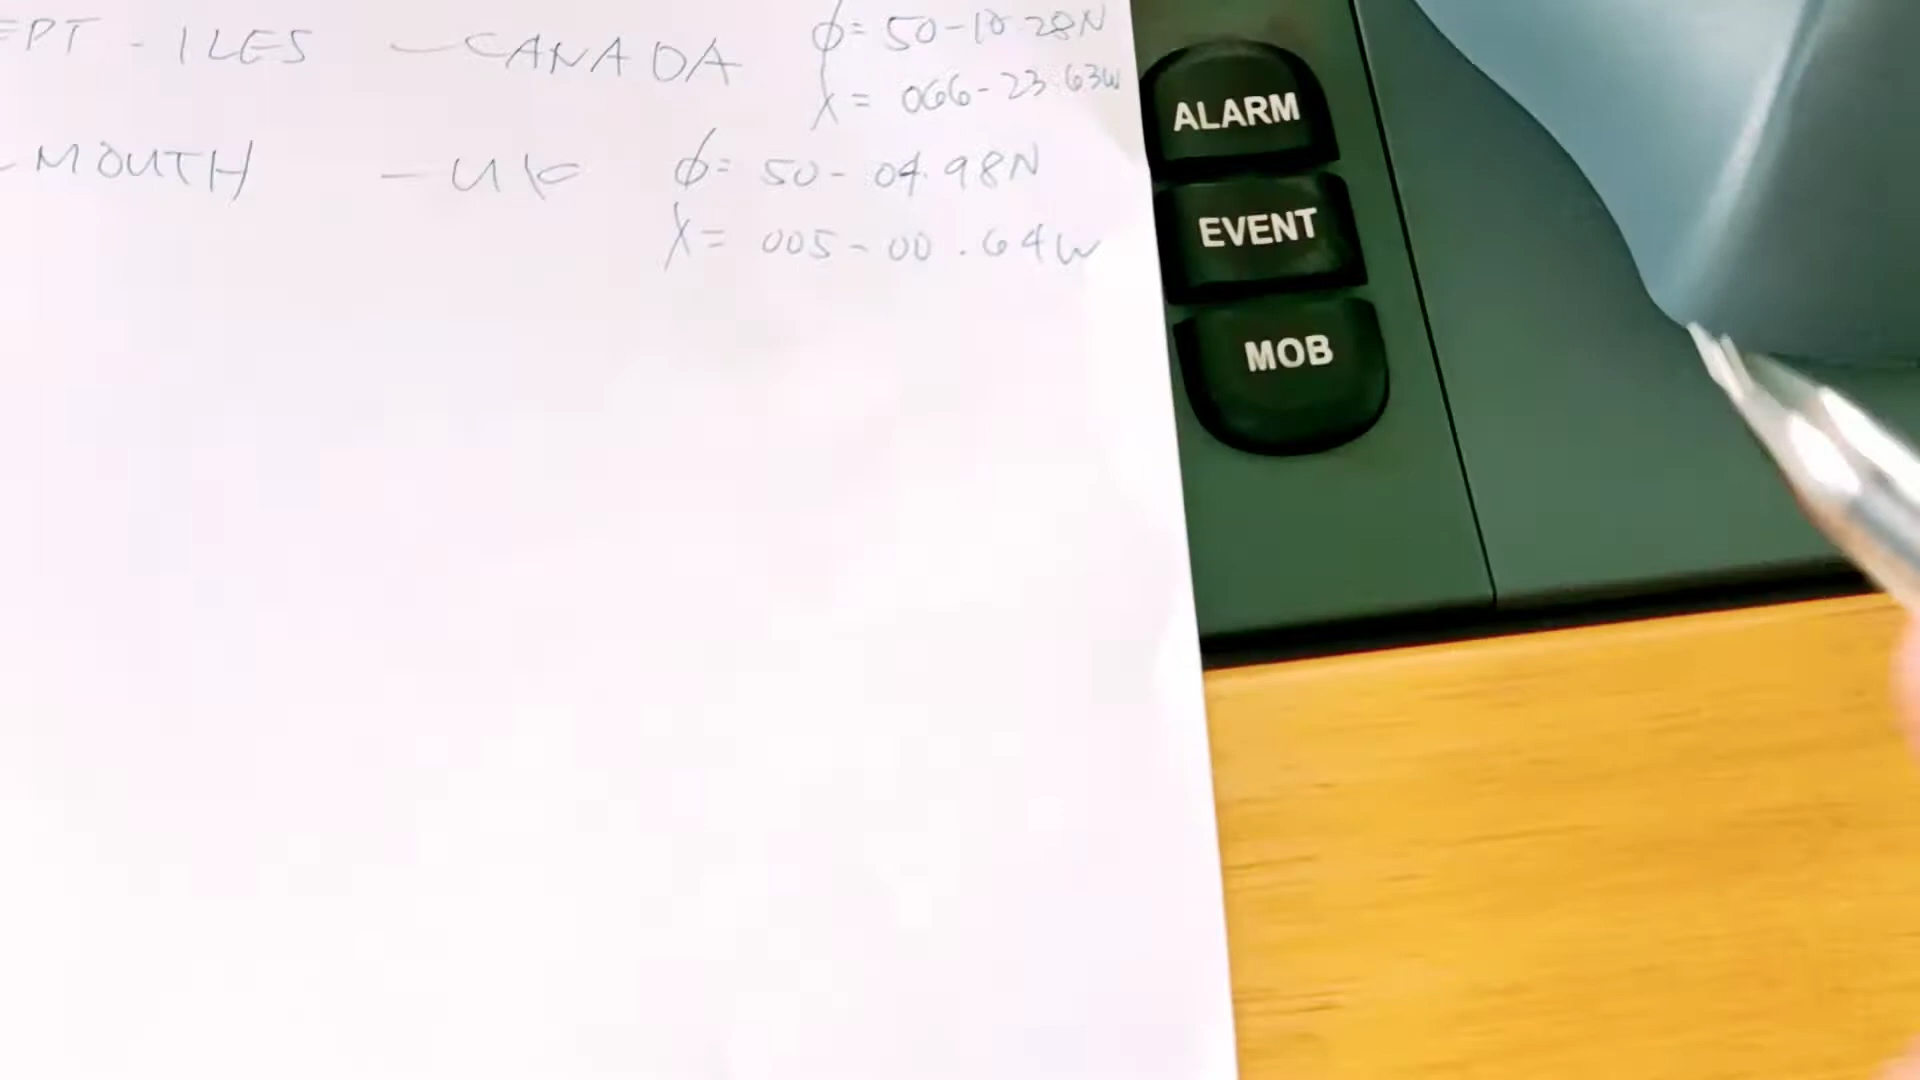 EPT - ILES - CANADA φ= 50-10.28N
λ= 066-23.63W
MOUTH - UK φ= 50-04.98N
λ= 005-00.64W
ALARM
EVENT
MOB